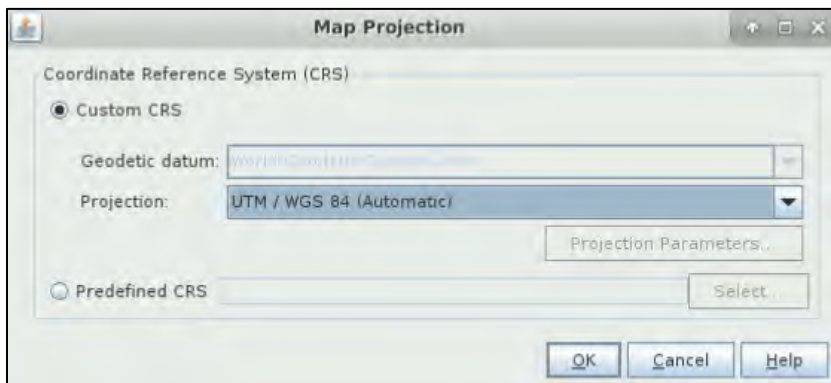 Map Projection
Coordinate Reference System (CRS)
Custom CRS
Geodetic datum:
Projection: UTM / WGS 84 (Automatic)
Projection Parameters...
Predefined CRS Select...
OK Cancel Help